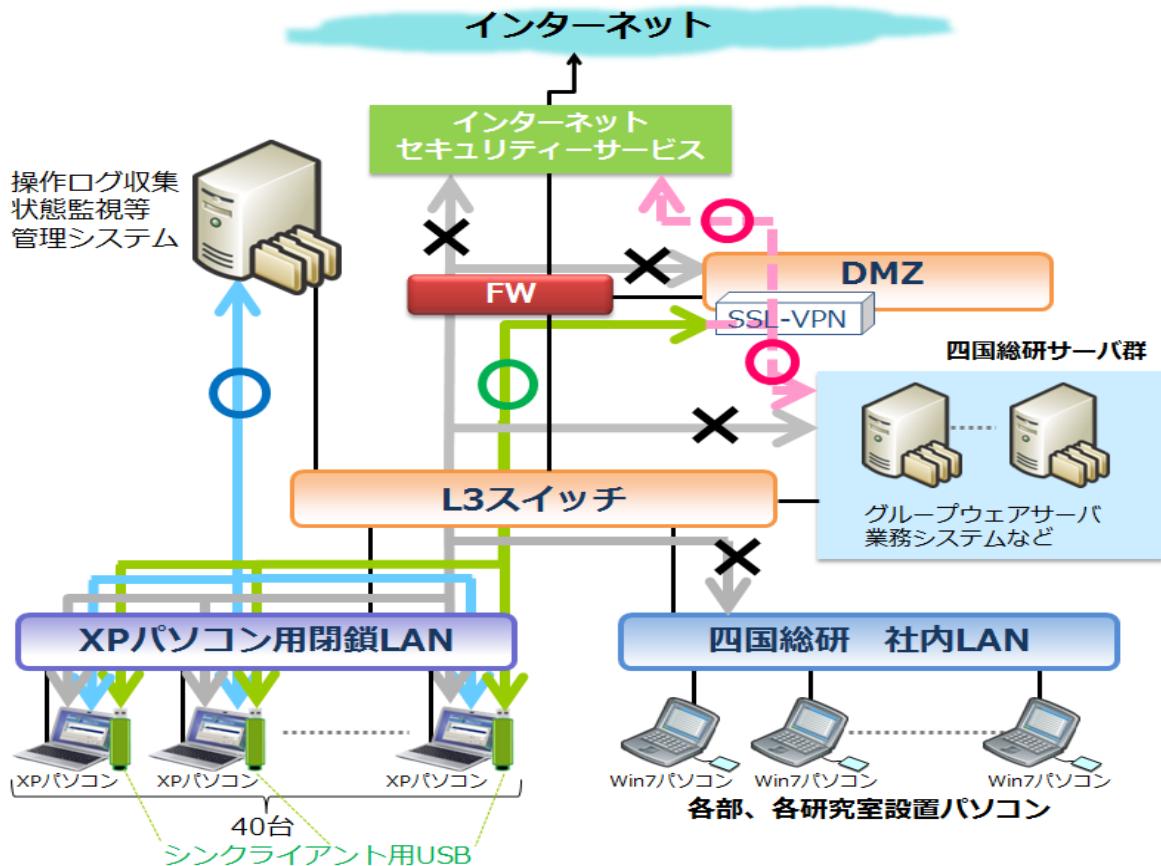 インターネット
インターネット
セキュリティーサービス
操作ログ収集
状態監視等
管理システム
DMZ
FW
SSL-VPN
四国総研サーバ群
L3スイッチ
グループウェアサーバ
業務システムなど
XPパソコン用閉鎖LAN
四国総研　社内LAN
XPパソコン
XPパソコン
XPパソコン
Win7パソコン
Win7パソコン
Win7パソコン
各部、各研究室設置パソコン
40台
シンクライアント用USB